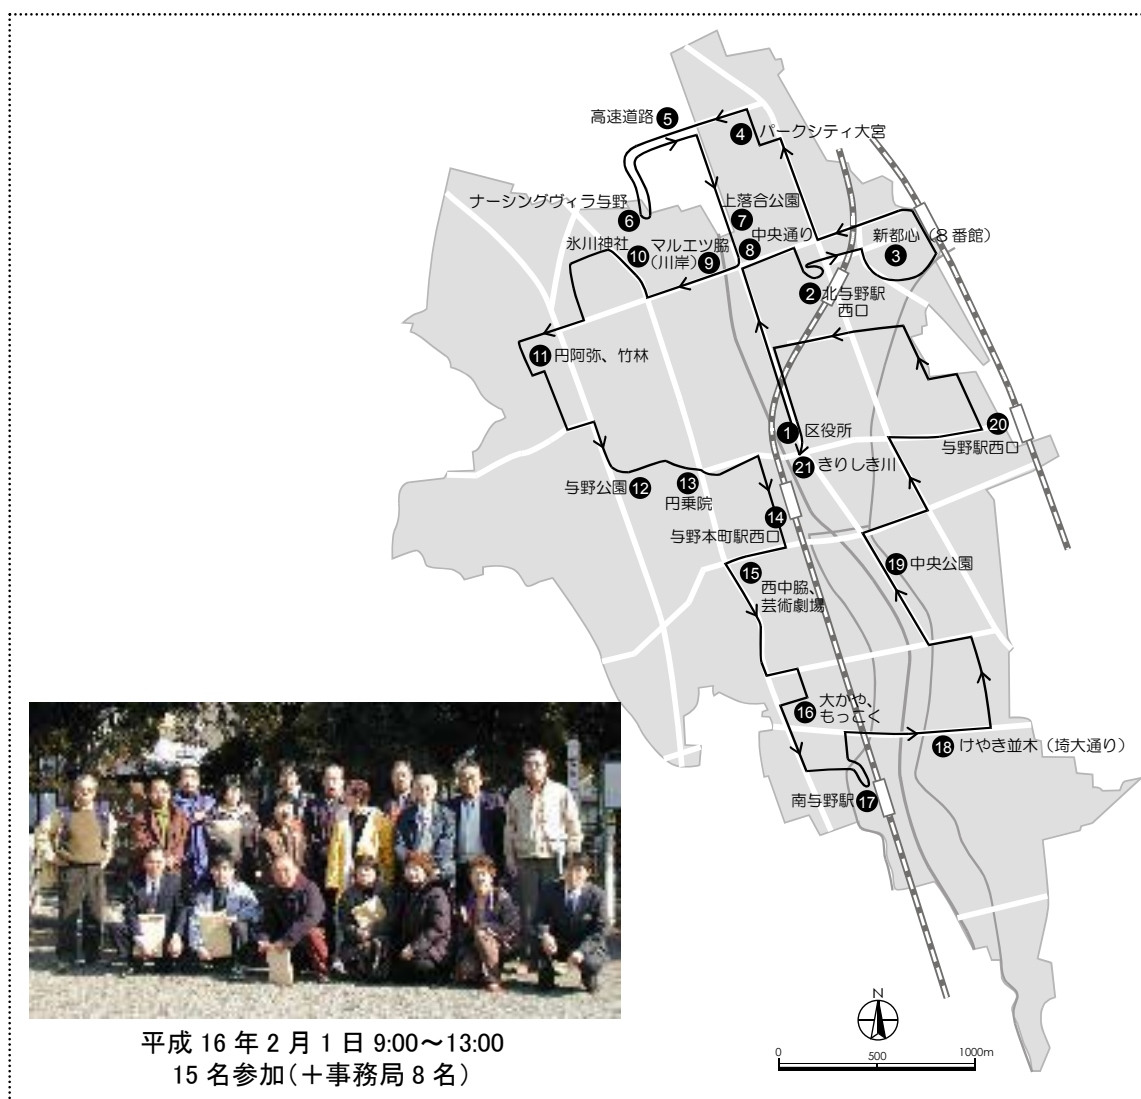 高速道路 5
4 パークシティ大宮
ナーシングヴィラ与野
6
上落合公園
7
中央通り
8
氷川神社
10
マルエツ脇
(川岸) 9
新都心(8番館)
3
2 北与野駅
西口
11 円阿弥、竹林
1 区役所
21 きりしき川
20
与野駅西口
与野公園 12
13
円乗院
14
与野本町駅西口
15
西中脇、
芸術劇場
19 中央公園
大がや、
16 もっこく
18 けやき並木(埼大通り)
南与野駅 17
N
0 500 1000m
平成 16 年 2 月 1 日 9:00~13:00
15 名参加(+事務局 8 名)